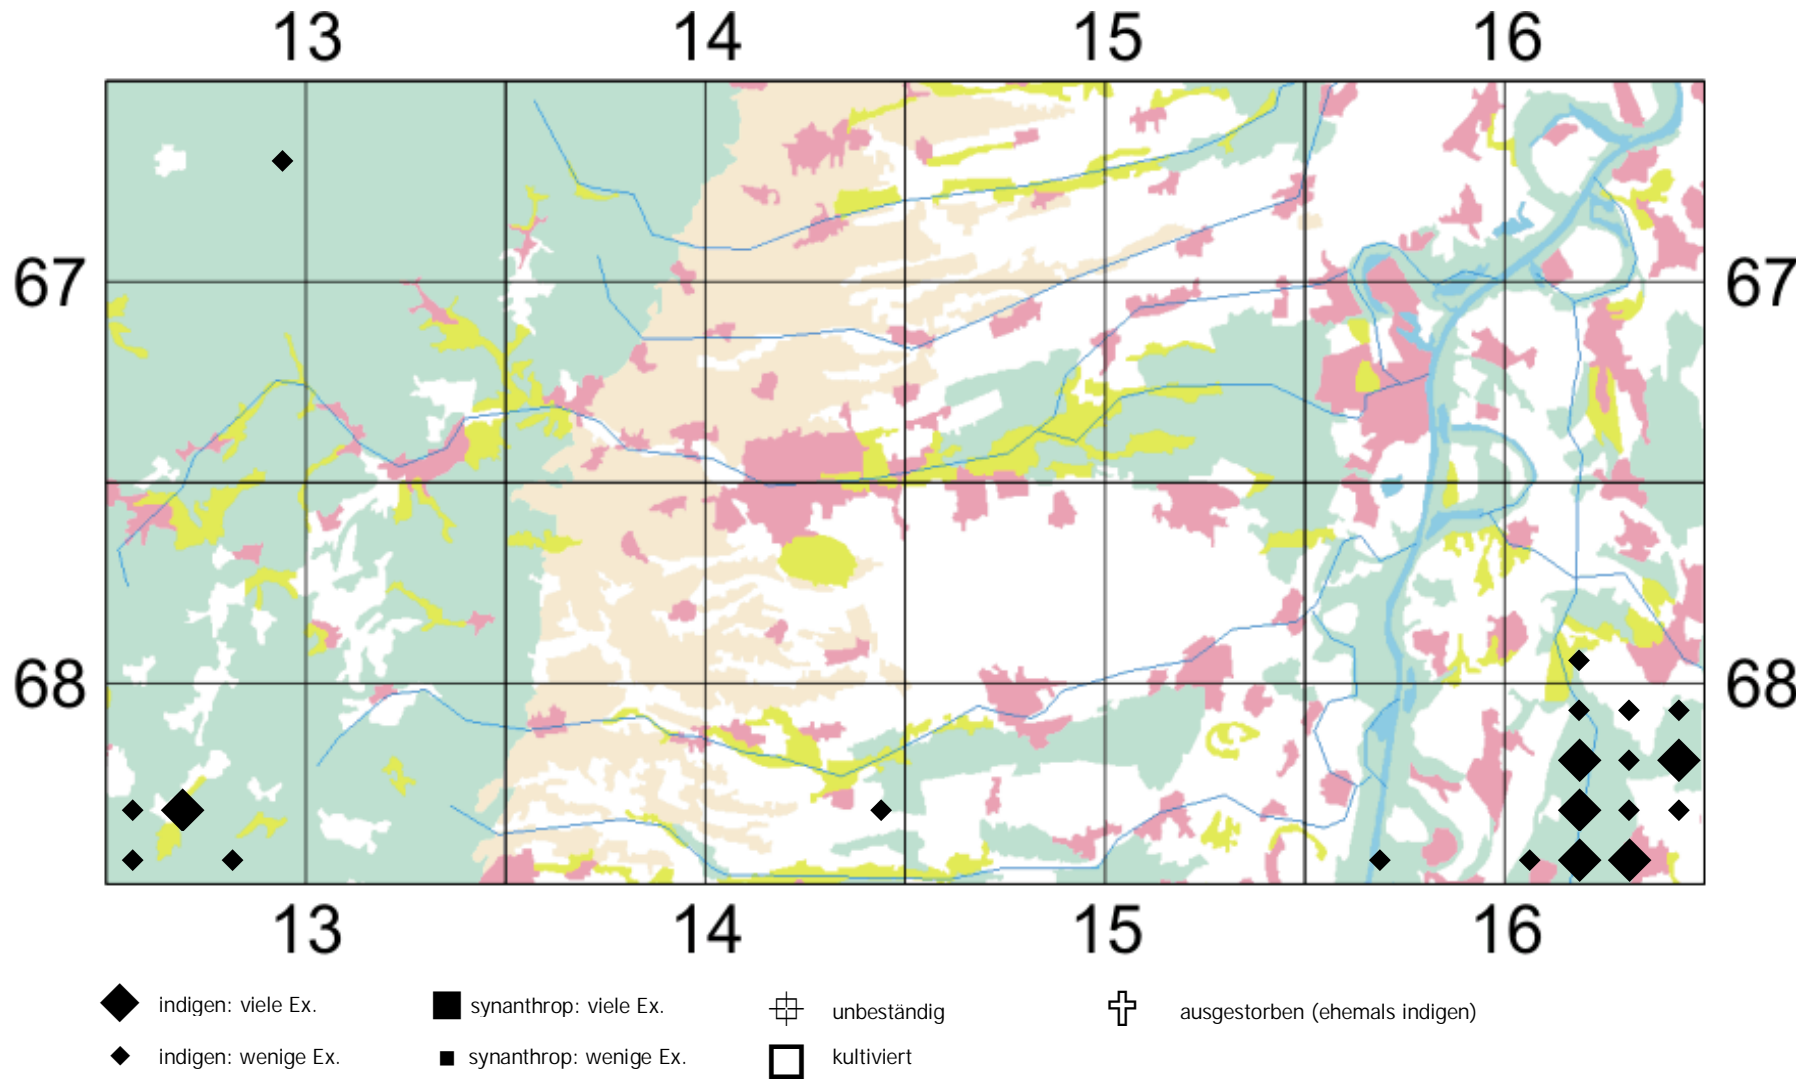 13 14 15 16
67 67
68 68
13 14 15 16
indigen: viele Ex. synanthrop: viele Ex. unbeständig ausgestorben (ehemals indigen)
indigen: wenige Ex. synanthrop: wenige Ex. kultiviert